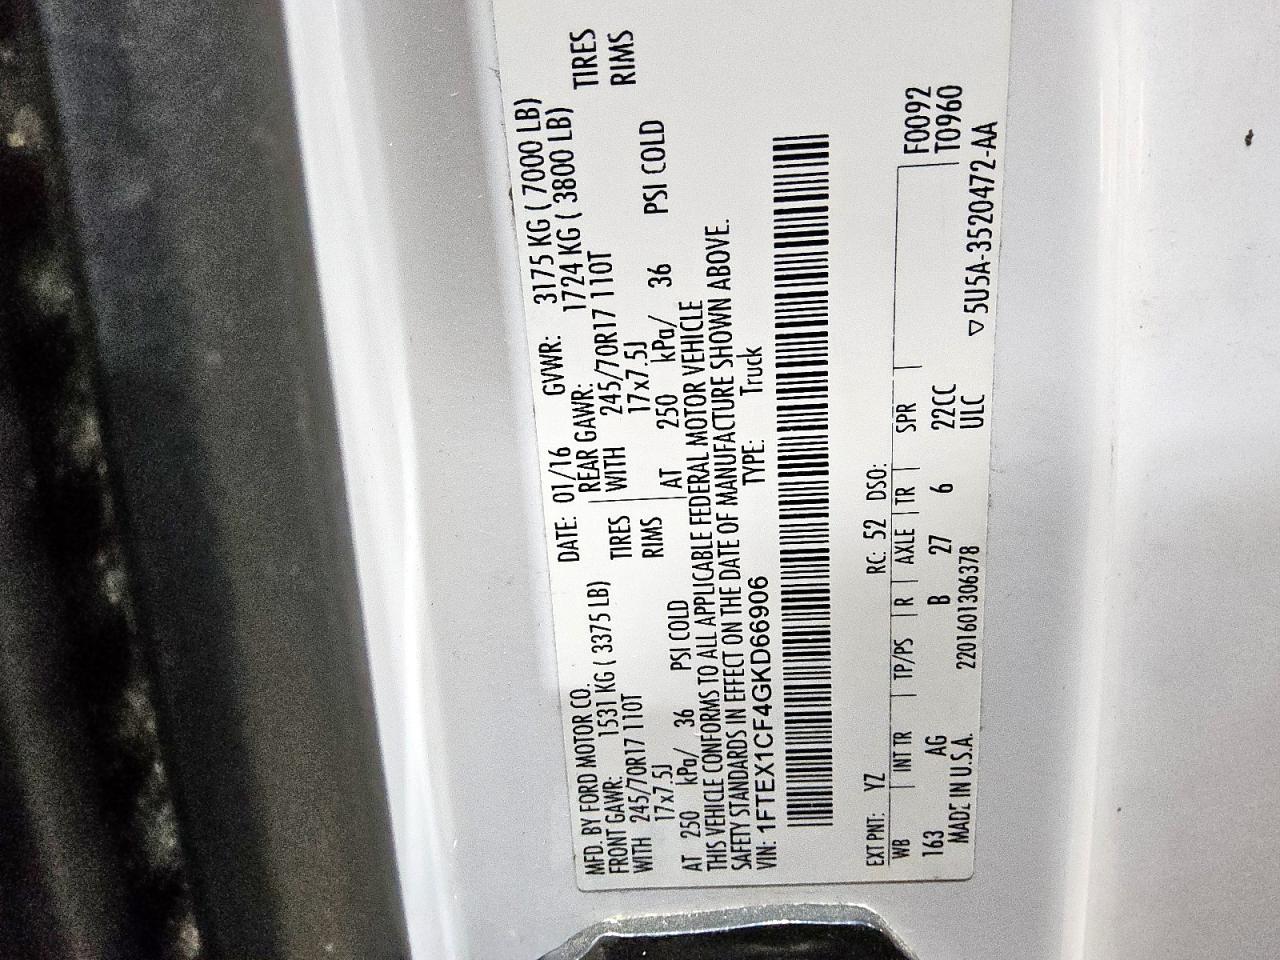 MFD. BY FORD MOTOR CO. DATE: 01/16 GVWR: 3175 KG ( 7000 LB)
FRONT GAWR: 1531 KG ( 3375 LB) REAR GAWR: 1724 KG ( 3800 LB)
WITH 245/70R17 110T TIRES WITH 245/70R17 110T TIRES
17x7.5J RIMS 17x7.5J RIMS
AT 250 kPa/ 36 PSI COLD AT 250 kPa/ 36 PSI COLD
THIS VEHICLE CONFORMS TO ALL APPLICABLE FEDERAL MOTOR VEHICLE
SAFETY STANDARDS IN EFFECT ON THE DATE OF MANUFACTURE SHOWN ABOVE.
VIN: 1FTEX1CF4GKD66906 TYPE: Truck
EXT PNT: YZ RC: 52 DSO:
WB INT TR TP/PS R AXLE TR SPR F0092
163 AG B 27 6 22CC T0960
MADE IN U.S.A. 2201601306378 ULC ▽5U5A-3520472-AA